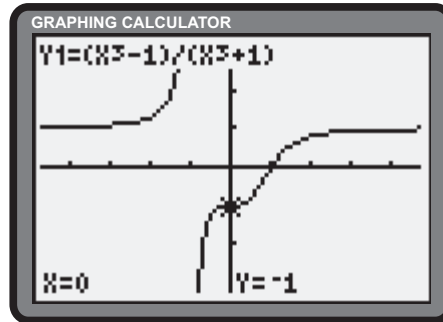 GRAPHING CALCULATOR
Y1=(X³-1)/(X³+1)
X=0 Y=⁻1